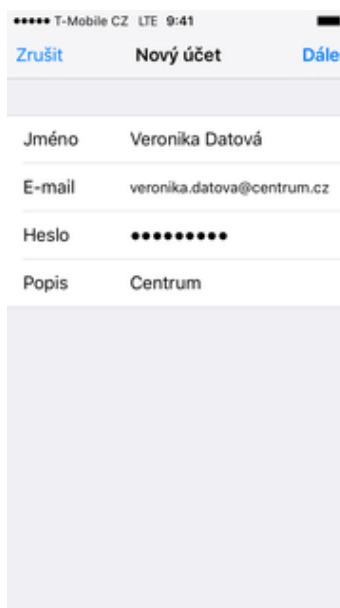 ●●●●● T-Mobile CZ LTE 9:41
Zrušit Nový účet Dále
Jméno Veronika Datová
E-mail veronika.datova@centrum.cz
Heslo ●●●●●●●●●
Popis Centrum